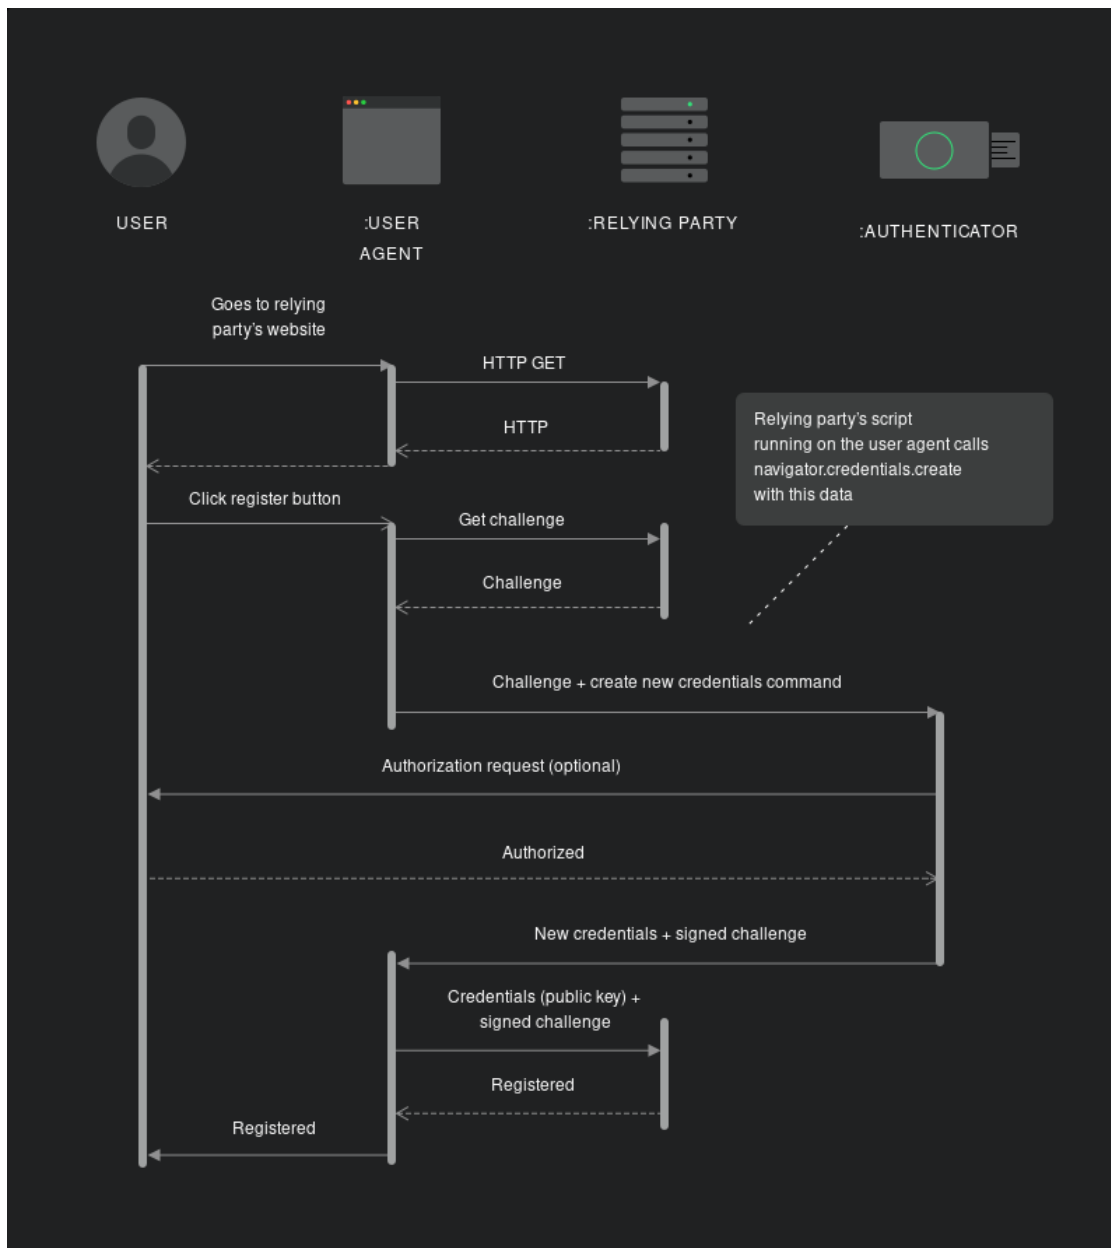 USER
:USER
AGENT
:RELYING PARTY
:AUTHENTICATOR
Goes to relying
party's website
HTTP GET
HTTP
Relying party's script
running on the user agent calls
navigator.credentials.create
with this data
Click register button
Get challenge
Challenge
Challenge + create new credentials command
Authorization request (optional)
Authorized
New credentials + signed challenge
Credentials (public key) +
signed challenge
Registered
Registered